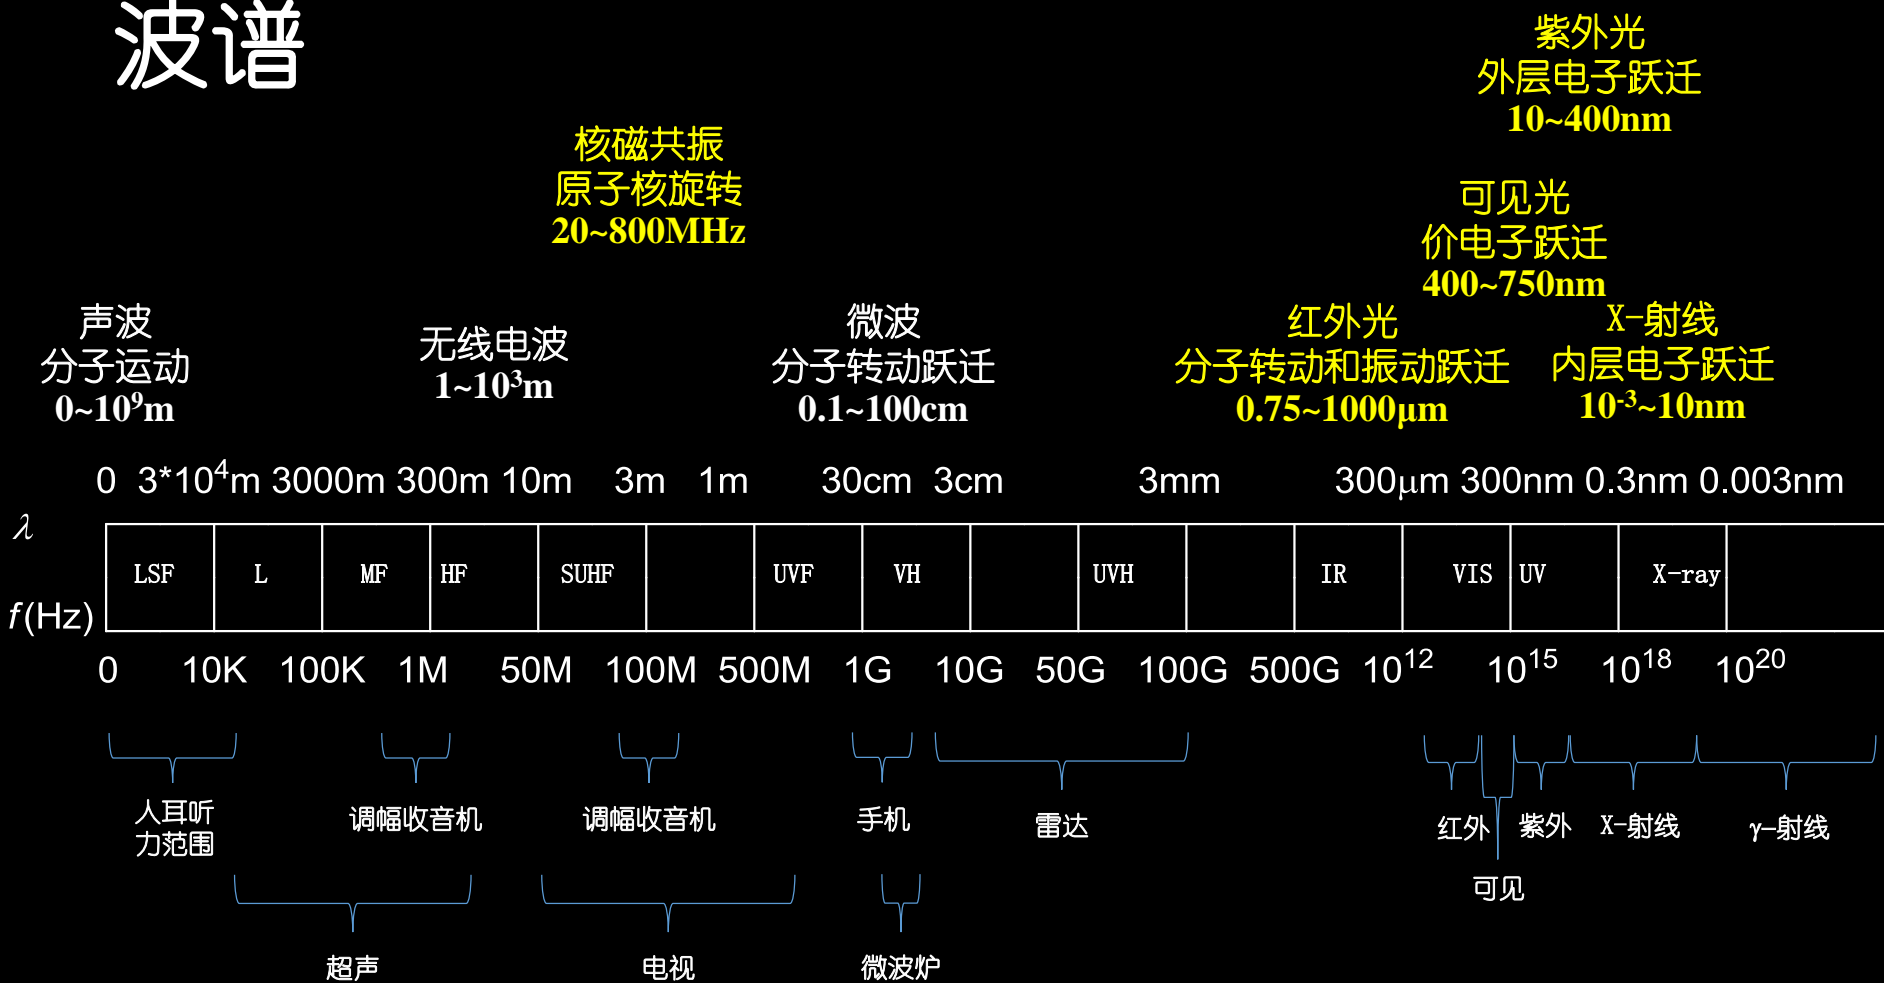 波谱
紫外光
外层电子跃迁
10~400nm
核磁共振
原子核旋转
20~800MHz
可见光
价电子跃迁
400~750nm
声波
分子运动
0~10⁹m
无线电波
1~10³m
微波
分子转动跃迁
0.1~100cm
红外光
分子转动和振动跃迁
0.75~1000μm
X-射线
内层电子跃迁
10⁻³~10nm
0 3*10⁴m 3000m 300m 10m 3m 1m 30cm 3cm 3mm 300μm 300nm 0.3nm 0.003nm
λ
LSF L MF HF SUHF UVF VH UVH IR VIS UV X-ray
f(Hz)
0 10K 100K 1M 50M 100M 500M 1G 10G 50G 100G 500G 10¹² 10¹⁵ 10¹⁸ 10²⁰
人耳听
力范围
调幅收音机
调幅收音机
手机
雷达
红外
紫外
X-射线
γ-射线
可见
超声
电视
微波炉